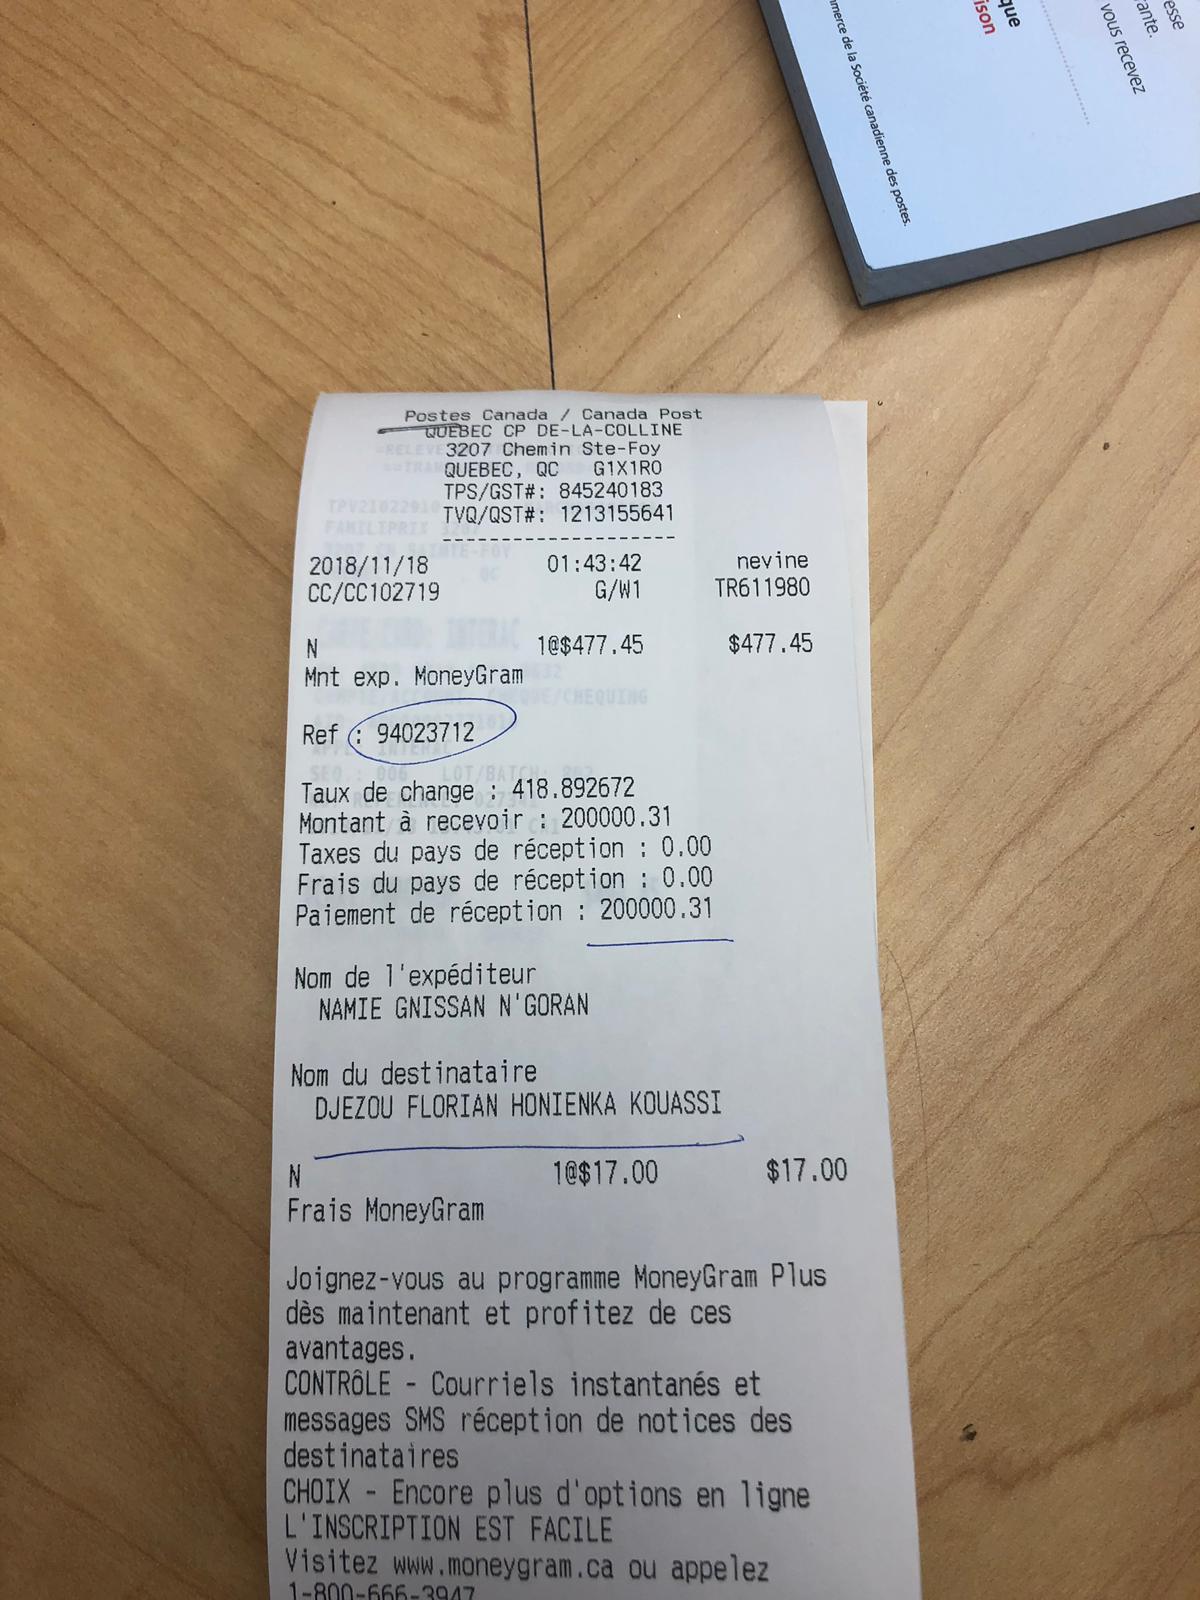 que
ison
esse
rante.
vous recevez
merce de la Société canadienne des postes.
Postes Canada / Canada Post
QUEBEC CP DE-LA-COLLINE
3207 Chemin Ste-Foy
QUEBEC, QC G1X1R0
TPS/GST#: 845240183
TVQ/QST#: 1213155641
--------------------
2018/11/18 01:43:42 nevine
CC/CC102719 G/W1 TR611980
N 1@$477.45 $477.45
Mnt exp. MoneyGram
Ref : 94023712
Taux de change : 418.892672
Montant à recevoir : 200000.31
Taxes du pays de réception : 0.00
Frais du pays de réception : 0.00
Paiement de réception : 200000.31
Nom de l'expéditeur
NAMIE GNISSAN N'GORAN
Nom du destinataire
DJEZOU FLORIAN HONIENKA KOUASSI
N 1@$17.00 $17.00
Frais MoneyGram
Joignez-vous au programme MoneyGram Plus
dès maintenant et profitez de ces
avantages.
CONTRôLE - Courriels instantanés et
messages SMS réception de notices des
destinataires
CHOIX - Encore plus d'options en ligne
L'INSCRIPTION EST FACILE
Visitez www.moneygram.ca ou appelez
1-800-666-3947